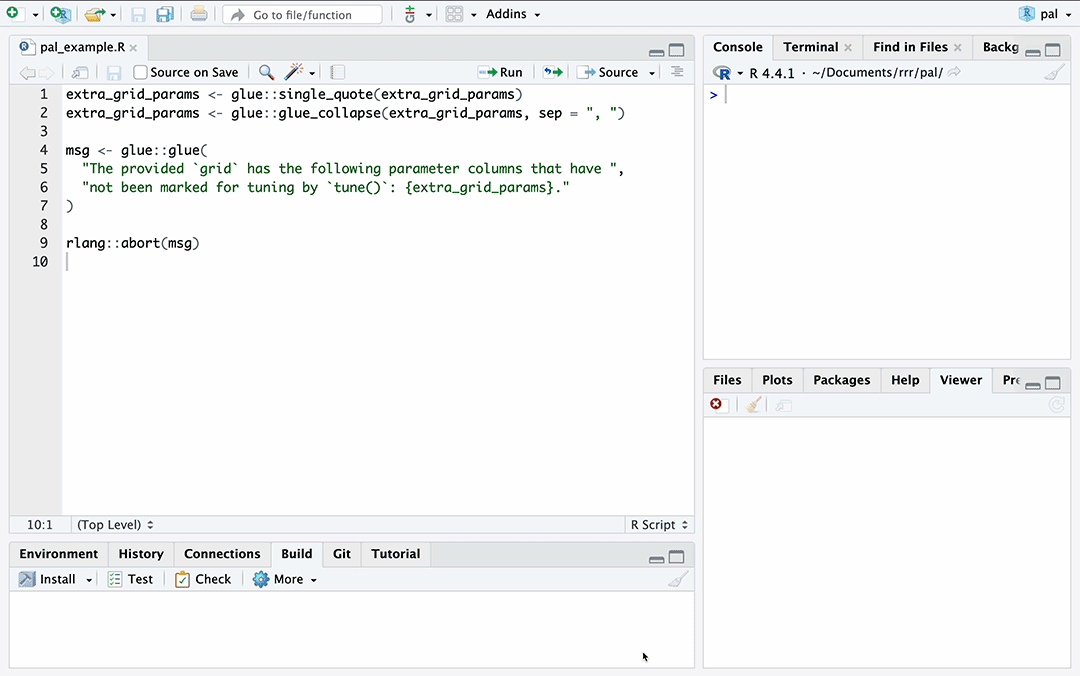 Go to file/function
Addins
pal
pal_example.R
Source on Save
Run
Source
1 extra_grid_params <- glue::single_quote(extra_grid_params)
2 extra_grid_params <- glue::glue_collapse(extra_grid_params, sep = ", ")
3
4 msg <- glue::glue(
5 "The provided `grid` has the following parameter columns that have ",
6 "not been marked for tuning by `tune()`: {extra_grid_params}."
7 )
8
9 rlang::abort(msg)
10
10:1 (Top Level) R Script
Environment History Connections Build Git Tutorial
Install Test Check More
Console Terminal Find in Files Backg
R 4.4.1 · ~/Documents/rrr/pal/
>
Files Plots Packages Help Viewer Pre